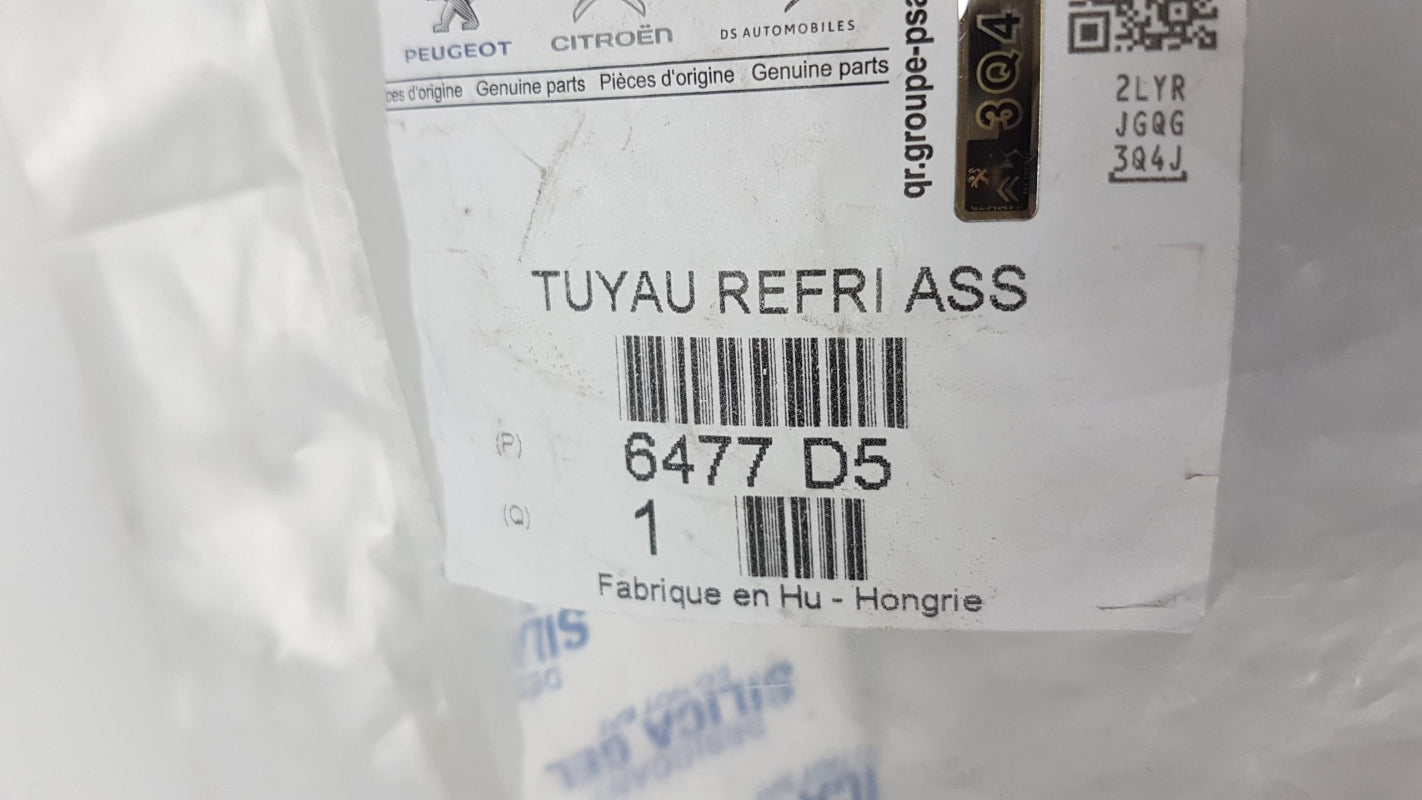 PEUGEOT CITROËN DS AUTOMOBILES
d'origine Genuine parts Pièces d'origine Genuine parts
qr.groupe-psa
3Q4
2LYR
JGQG
3Q4J
TUYAU REFRI ASS
(P) 6477 D5
(Q) 1
Fabrique en Hu - Hongrie
SILICA GEL